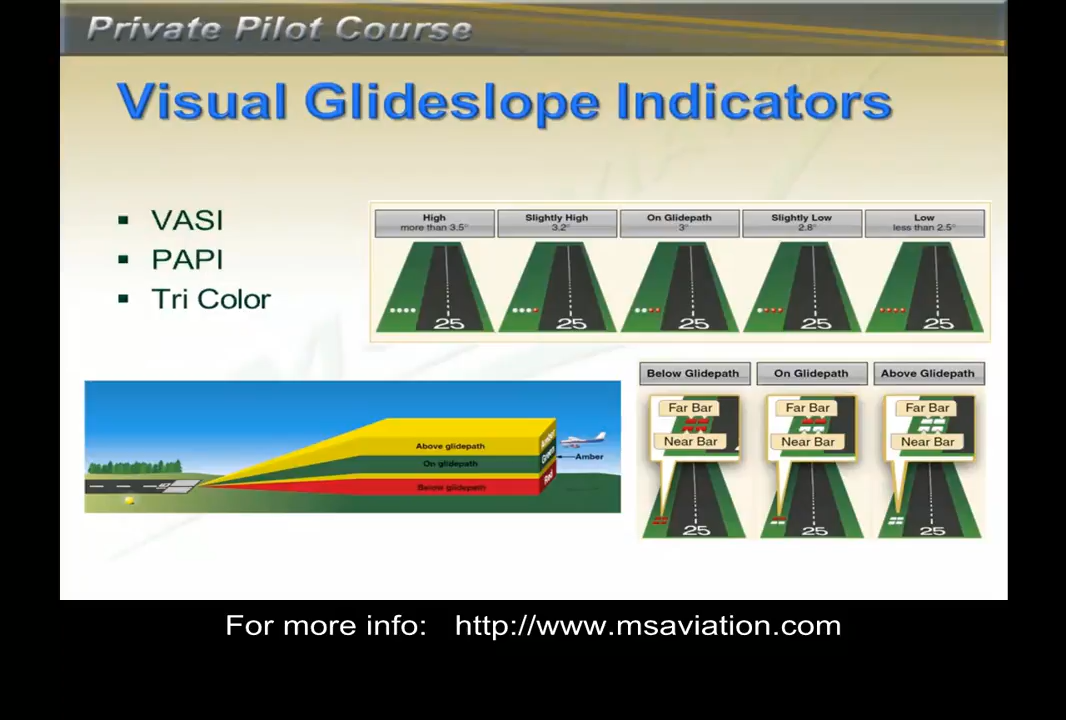 Private Pilot Course
Visual Glideslope Indicators
▪ VASI
▪ PAPI
▪ Tri Color
High
more than 3.5°
Slightly High
3.2°
On Glidepath
3°
Slightly Low
2.8°
Low
less than 2.5°
25
25
25
25
25
Above glidepath
On glidepath
Below glidepath
Amber
Green
Red
Amber
Below Glidepath
On Glidepath
Above Glidepath
Far Bar
Near Bar
Far Bar
Near Bar
Far Bar
Near Bar
25
25
25
For more info: http://www.msaviation.com